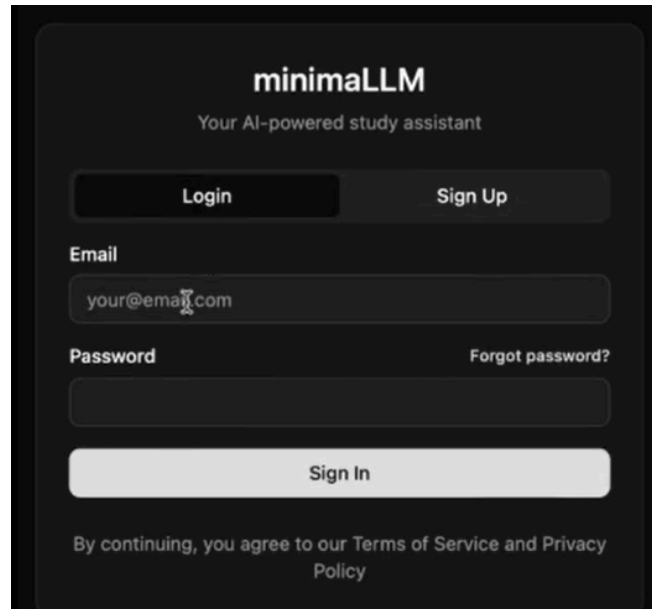 minimaLLM
Your AI-powered study assistant
Login Sign Up
Email
your@email.com
Password Forgot password?
Sign In
By continuing, you agree to our Terms of Service and Privacy
Policy